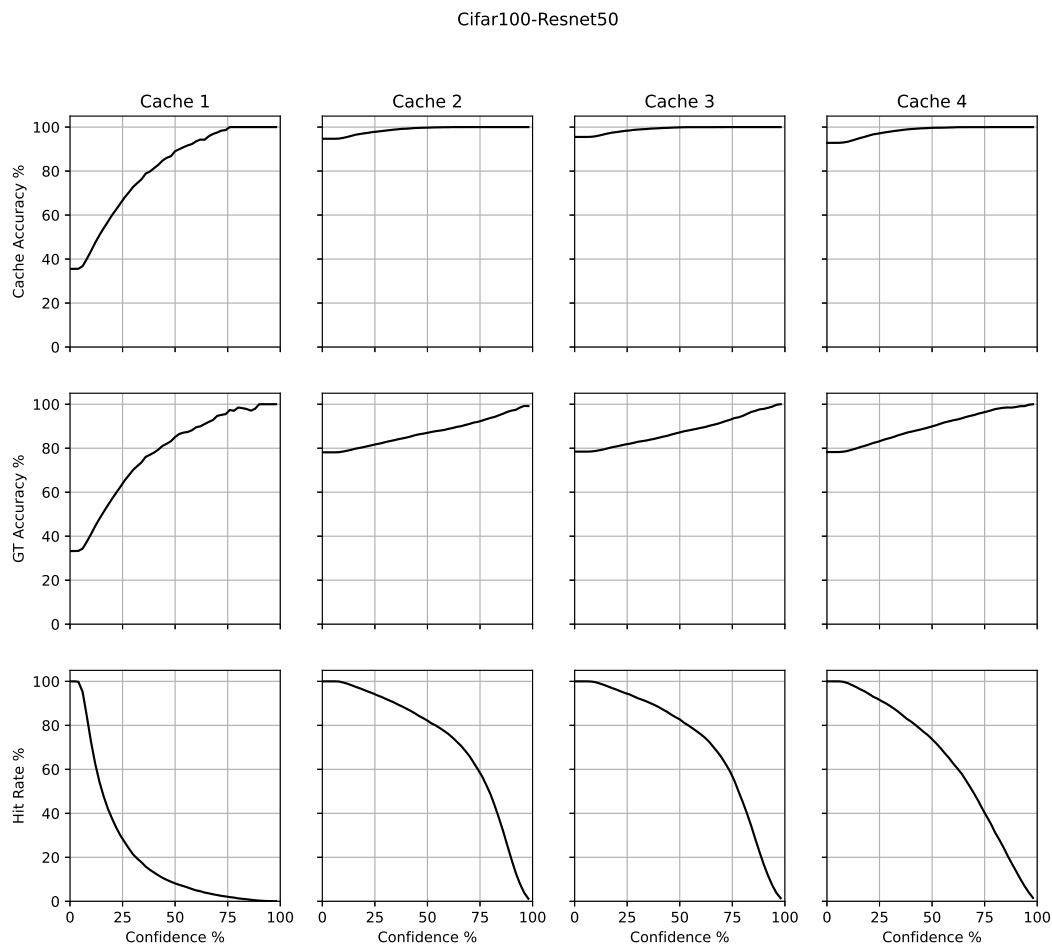 Cifar100-Resnet50
Cache 1
Cache 2
Cache 3
Cache 4
Cache Accuracy %
100
80
60
40
20
0
GT Accuracy %
100
80
60
40
20
0
Hit Rate %
100
80
60
40
20
0
0 25 50 75 100
0 25 50 75 100
0 25 50 75 100
0 25 50 75 100
Confidence %
Confidence %
Confidence %
Confidence %